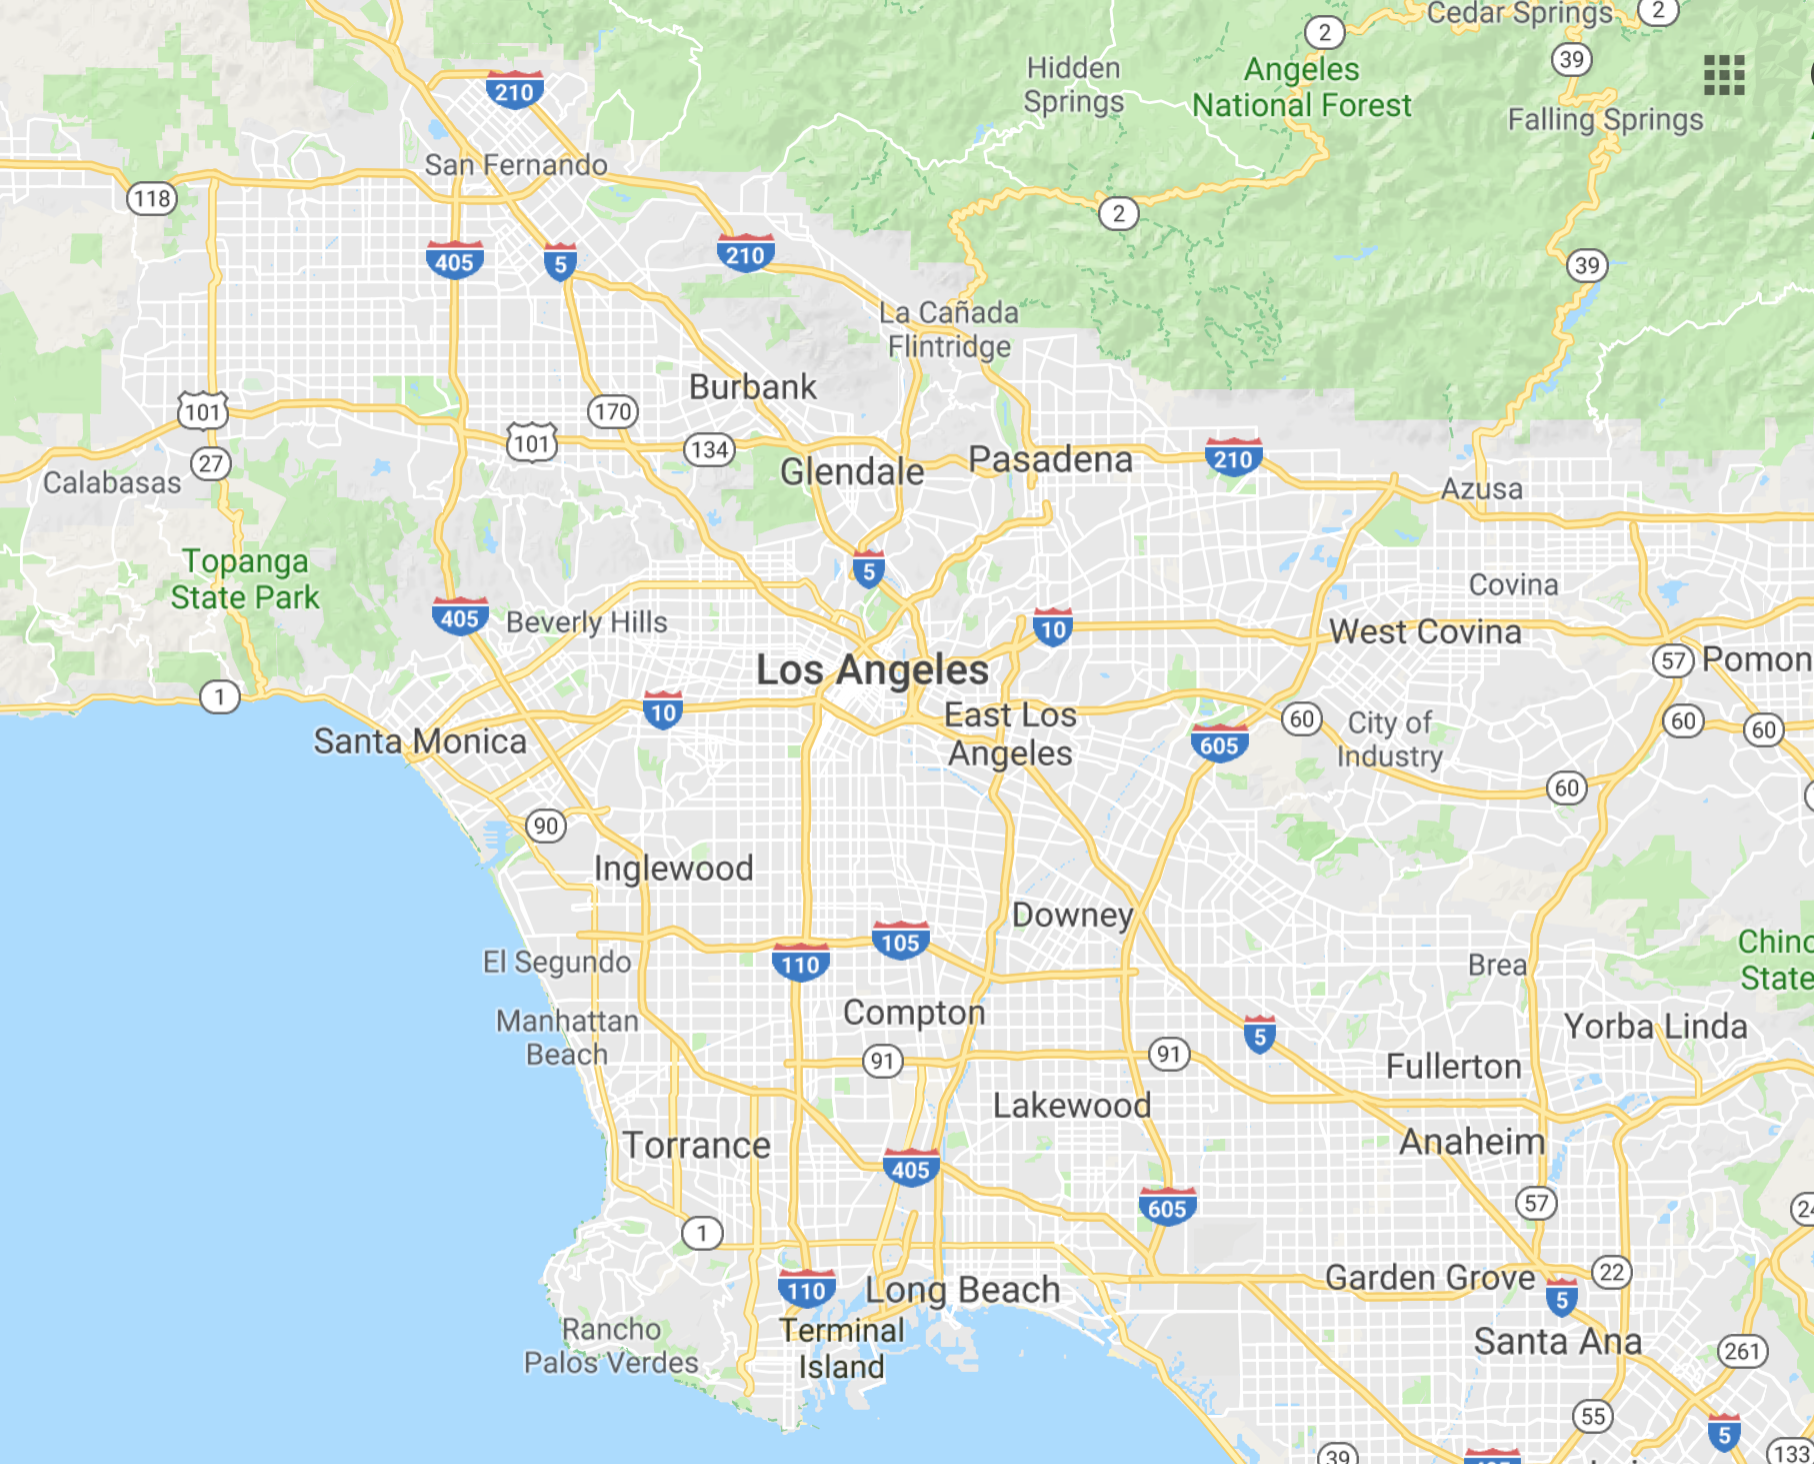 Cedar Springs
2
2
39
Hidden
Springs
Angeles
National Forest
Falling Springs
210
San Fernando
118
2
405
5
210
39
La Cañada
Flintridge
Burbank
101
170
101
134
27
Calabasas
Glendale
Pasadena
210
Azusa
Topanga
State Park
5
Covina
405
Beverly Hills
10
West Covina
Los Angeles
57
Pomon
1
10
East Los
Angeles
60
City of
Industry
60
60
Santa Monica
605
60
90
Inglewood
Downey
105
110
El Segundo
Brea
Chino
State
Compton
Manhattan
Beach
5
Yorba Linda
91
91
Fullerton
Lakewood
Torrance
Anaheim
405
605
57
24
1
110
Long Beach
Garden Grove
22
5
Rancho
Palos Verdes
Terminal
Island
Santa Ana
261
55
5
39
405
133